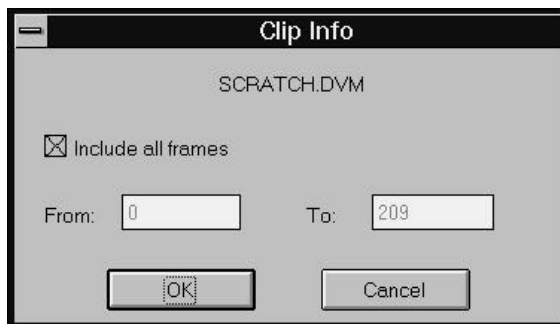 Clip Info
SCRATCH.DVM
Include all frames
From: 0 To: 209
OK Cancel